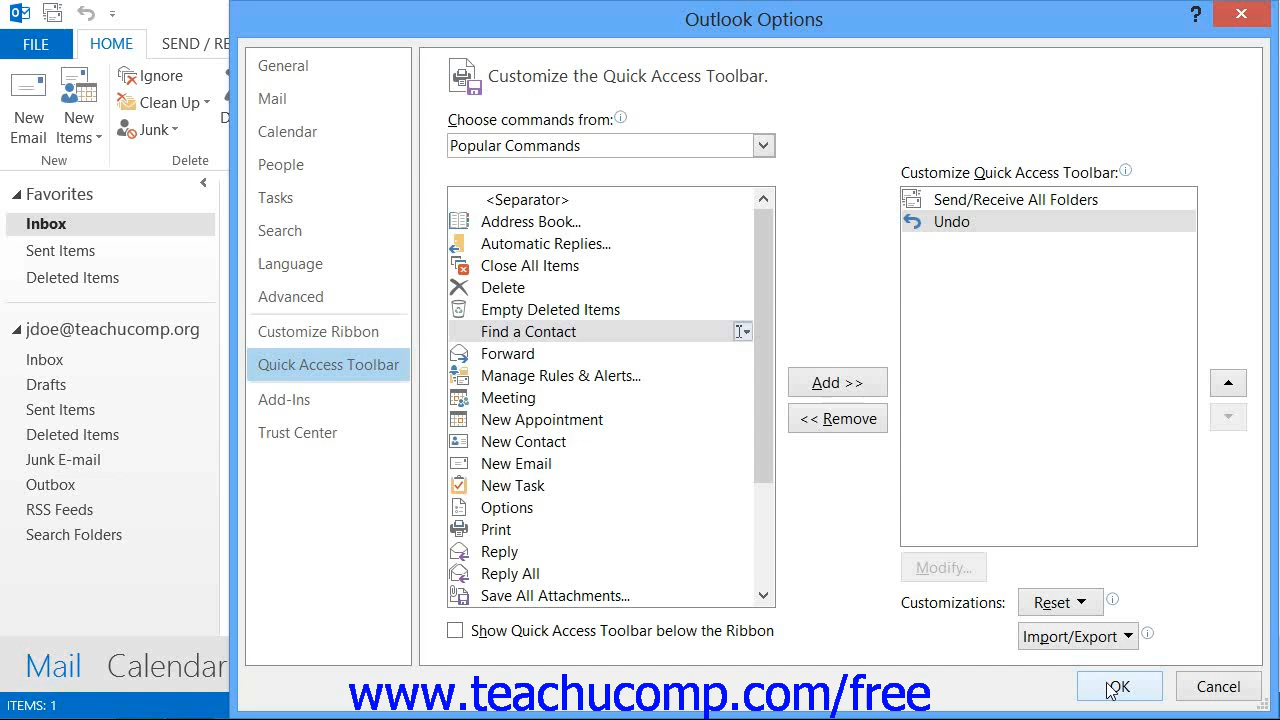 Outlook Options
?
FILE
HOME
SEND / RE
Ignore
Clean Up
Junk
New Email
New Items
New
Delete
D
Favorites
Inbox
Sent Items
Deleted Items
jdoe@teachucomp.org
Inbox
Drafts
Sent Items
Deleted Items
Junk E-mail
Outbox
RSS Feeds
Search Folders
Mail
Calendar
ITEMS: 1
General
Mail
Calendar
People
Tasks
Search
Language
Advanced
Customize Ribbon
Quick Access Toolbar
Add-Ins
Trust Center
Customize the Quick Access Toolbar.
Choose commands from:
Popular Commands
<Separator>
Address Book...
Automatic Replies...
Close All Items
Delete
Empty Deleted Items
Find a Contact
Forward
Manage Rules & Alerts...
Meeting
New Appointment
New Contact
New Email
New Task
Options
Print
Reply
Reply All
Save All Attachments...
Show Quick Access Toolbar below the Ribbon
Add >>
<< Remove
Customize Quick Access Toolbar:
Send/Receive All Folders
Undo
Modify...
Customizations:
Reset
Import/Export
OK
Cancel
www.teachucomp.com/free